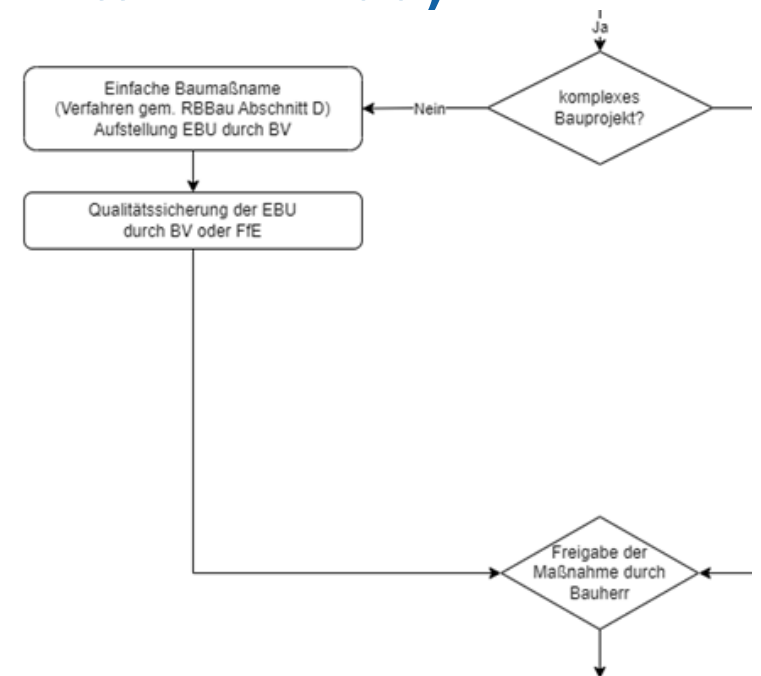 Ja
komplexes
Bauprojekt?
Nein
Einfache Baumaßname
(Verfahren gem. RBBau Abschnitt D)
Aufstellung EBU durch BV
Qualitätssicherung der EBU
durch BV oder FfE
Freigabe der
Maßnahme durch
Bauherr